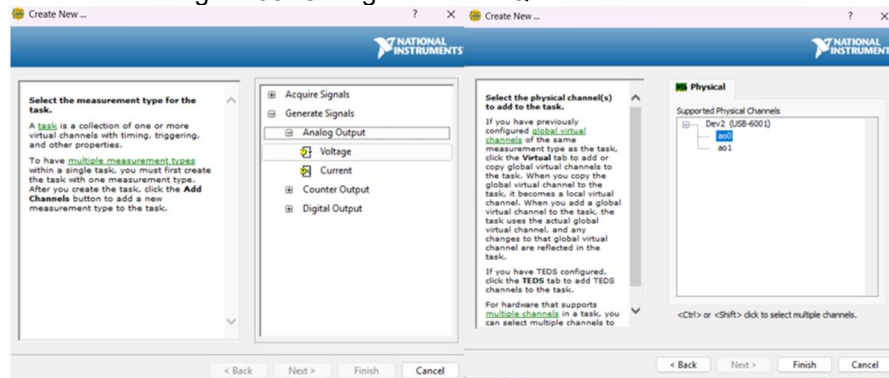 Create New ...
NATIONAL
INSTRUMENTS
Select the measurement type for the
task.
A task is a collection of one or more
virtual channels with timing, triggering,
and other properties.
To have multiple measurement types
within a single task, you must first create
the task with one measurement type.
After you create the task, click the Add
Channels button to add a new
measurement type to the task.
Acquire Signals
Generate Signals
Analog Output
Voltage
Current
Counter Output
Digital Output
< Back Next > Finish Cancel
Create New ...
NATIONAL
INSTRUMENT
Select the physical channel(s)
to add to the task.
If you have previously
configured global virtual
channels of the same
measurement type as the task,
click the Virtual tab to add or
copy global virtual channels to
the task. When you copy the
global virtual channel to the
task, it becomes a local virtual
channel. When you add a global
virtual channel to the task, the
task uses the actual global
virtual channel, and any
changes to that global virtual
channel are reflected in the
task.
If you have TEDS configured,
click the TEDS tab to add TEDS
channels to the task.
For hardware that supports
multiple channels in a task, you
can select multiple channels to
Physical
Supported Physical Channels
Dev2 (USB-6001)
ao0
ao1
<Ctrl> or <Shift> click to select multiple channels.
< Back Next > Finish Cancel